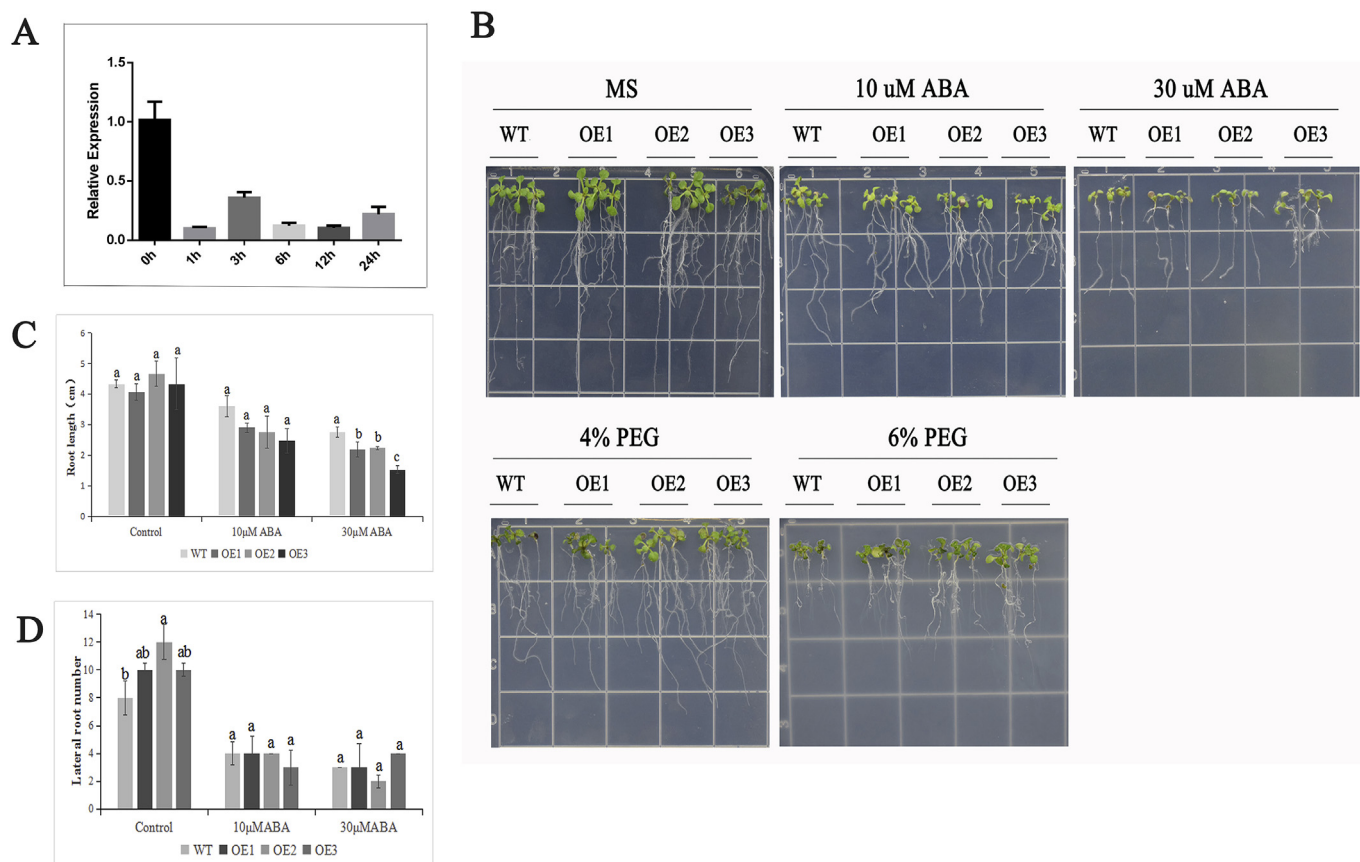 A
Relative Expression
1.5
1.0
0.5
0.0
0h 1h 3h 6h 12h 24h
B
MS 10 uM ABA 30 uM ABA
WT OE1 OE2 OE3 WT OE1 OE2 OE3 WT OE1 OE2 OE3
4% PEG 6% PEG
WT OE1 OE2 OE3 WT OE1 OE2 OE3
C
Root length (cm)
6
5
4
3
2
1
0
a a a a a a a a a b b c
Control 10μM ABA 30μM ABA
WT OE1 OE2 OE3
D
Lateral root number
14
12
10
8
6
4
2
0
b ab a ab a a a a a a a a
Control 10μMABA 30μMABA
WT OE1 OE2 OE3